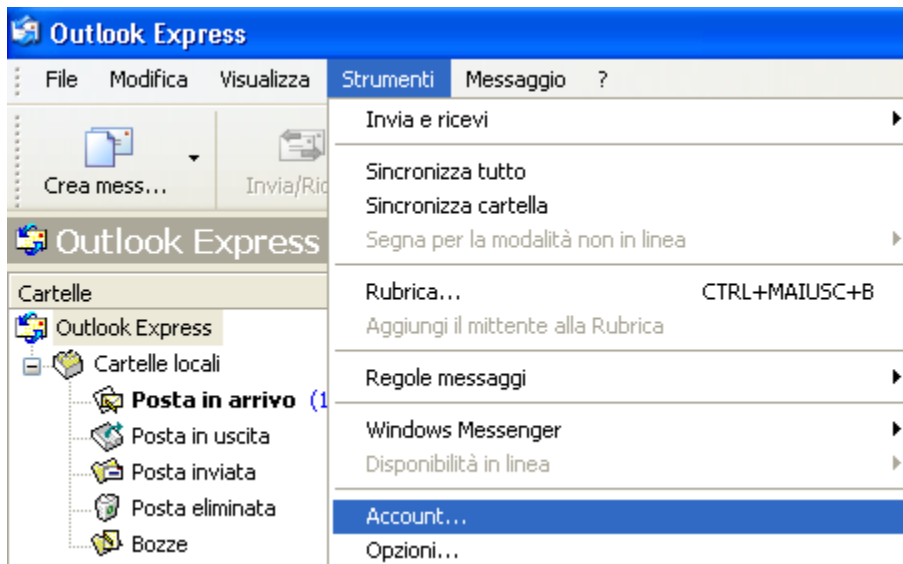 Outlook Express
File Modifica Visualizza Strumenti Messaggio ?
Crea mess... Invia/Ric
Outlook Express
Cartelle
Outlook Express
Cartelle locali
Posta in arrivo (1
Posta in uscita
Posta inviata
Posta eliminata
Bozze
Invia e ricevi
Sincronizza tutto
Sincronizza cartella
Segna per la modalità non in linea
Rubrica... CTRL+MAIUSC+B
Aggiungi il mittente alla Rubrica
Regole messaggi
Windows Messenger
Disponibilità in linea
Account...
Opzioni...